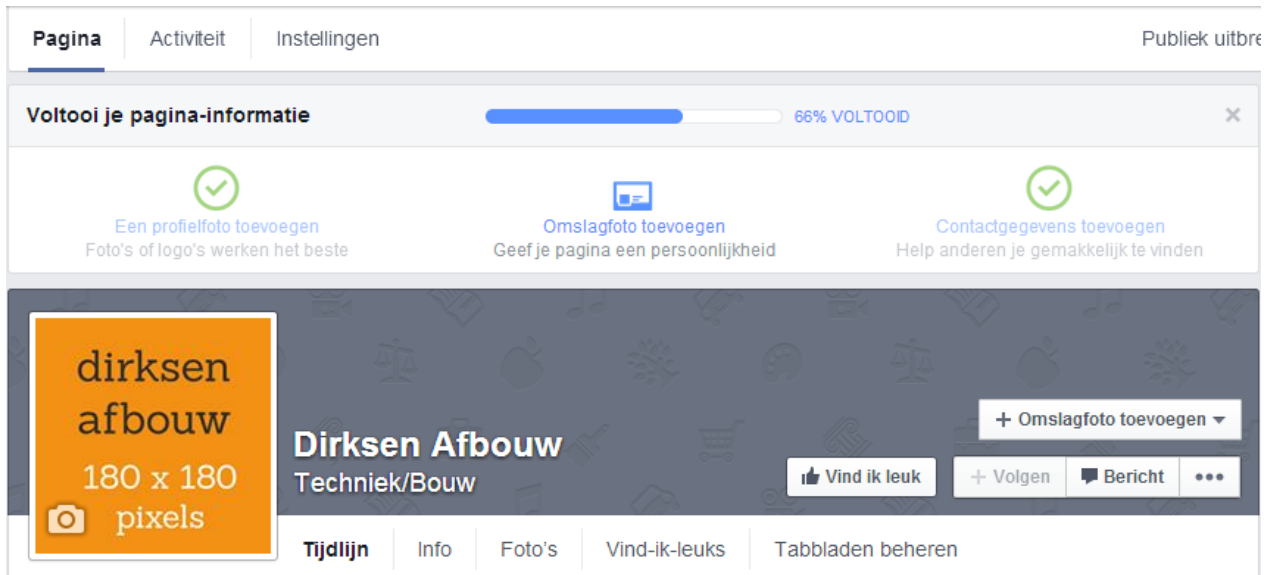 Pagina Activiteit Instellingen Publiek uitbre
Voltooi je pagina-informatie 66% VOLTOOID
Een profielfoto toevoegen Omslagfoto toevoegen Contactgegevens toevoegen
Foto's of logo's werken het beste Geef je pagina een persoonlijkheid Help anderen je gemakkelijk te vinden
dirksen
afbouw
180 x 180
pixels
+ Omslagfoto toevoegen
Dirksen Afbouw
Techniek/Bouw
Vind ik leuk + Volgen Bericht •••
Tijdlijn Info Foto's Vind-ik-leuks Tabbladen beheren